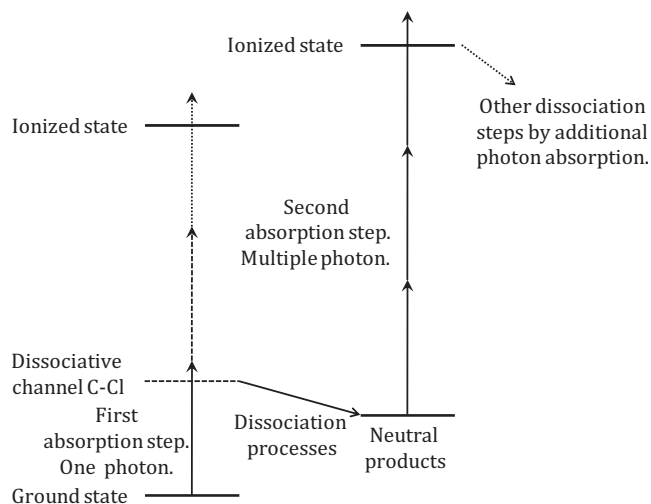 Ionized state
Other dissociation
steps by additional
photon absorption.
Ionized state
Second
absorption step.
Multiple photon.
Dissociative
channel C-Cl
First
absorption step.
One photon.
Dissociation
processes
Neutral
products
Ground state